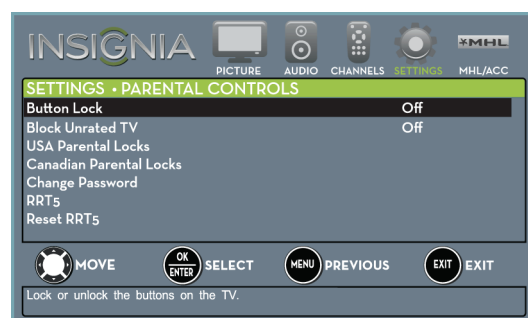 INSIGNIA
PICTURE AUDIO CHANNELS SETTINGS MHL/ACC
MHL
SETTINGS • PARENTAL CONTROLS
Button Lock Off
Block Unrated TV Off
USA Parental Locks
Canadian Parental Locks
Change Password
RRT5
Reset RRT5
MOVE OK ENTER SELECT MENU PREVIOUS EXIT EXIT
Lock or unlock the buttons on the TV.